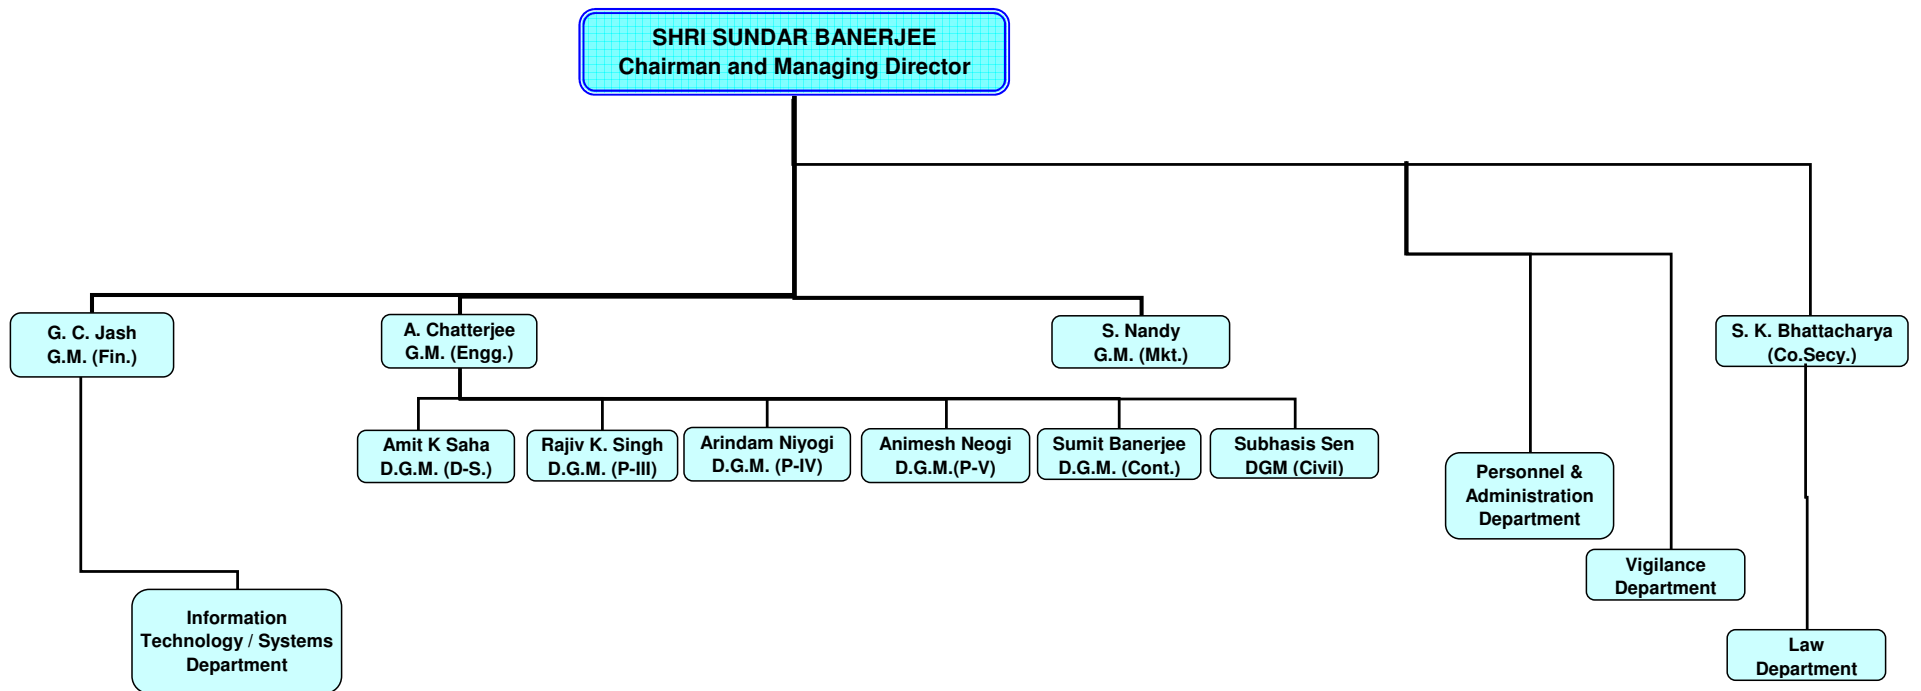 SHRI SUNDAR BANERJEE
Chairman and Managing Director
G. C. Jash
G.M. (Fin.)
A. Chatterjee
G.M. (Engg.)
S. Nandy
G.M. (Mkt.)
S. K. Bhattacharya
(Co.Secy.)
Amit K Saha
D.G.M. (D-S.)
Rajiv K. Singh
D.G.M. (P-III)
Arindam Niyogi
D.G.M. (P-IV)
Animesh Neogi
D.G.M.(P-V)
Sumit Banerjee
D.G.M. (Cont.)
Subhasis Sen
DGM (Civil)
Personnel &
Administration
Department
Vigilance
Department
Information
Technology / Systems
Department
Law
Department